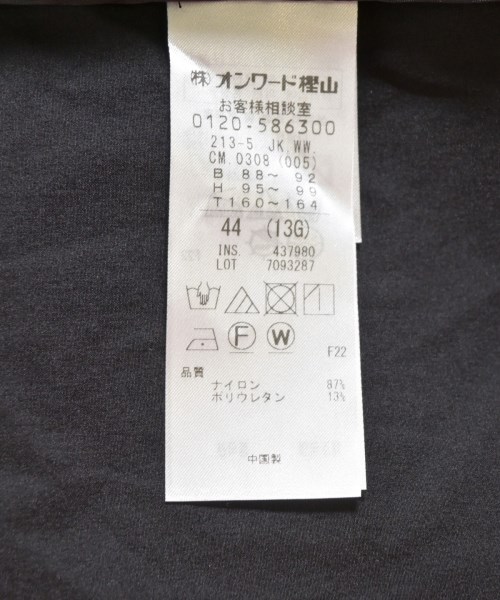 (株)オンワード樫山
お客様相談室
0120-586300
213-5 JK.WW.
CM.0308 (005)
B 88～ 92
H 95～ 99
T.160～164
44 (13G)
INS. 437980
LOT 7093287
F W
F22
品質
ナイロン 87%
ポリウレタン 13%
中国製